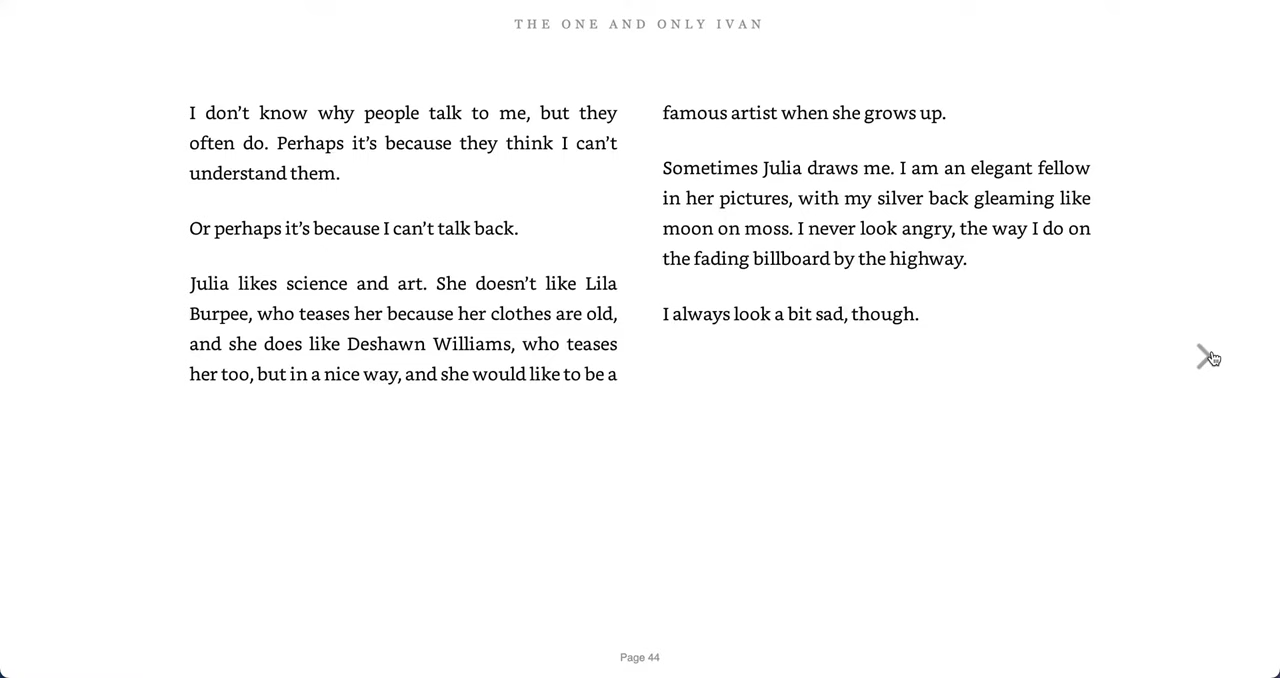 THE ONE AND ONLY IVAN
I don’t know why people talk to me, but they
often do. Perhaps it’s because they think I can’t
understand them.
Or perhaps it’s because I can’t talk back.
Julia likes science and art. She doesn’t like Lila
Burpee, who teases her because her clothes are old,
and she does like Deshawn Williams, who teases
her too, but in a nice way, and she would like to be a
famous artist when she grows up.
Sometimes Julia draws me. I am an elegant fellow
in her pictures, with my silver back gleaming like
moon on moss. I never look angry, the way I do on
the fading billboard by the highway.
I always look a bit sad, though.
Page 44